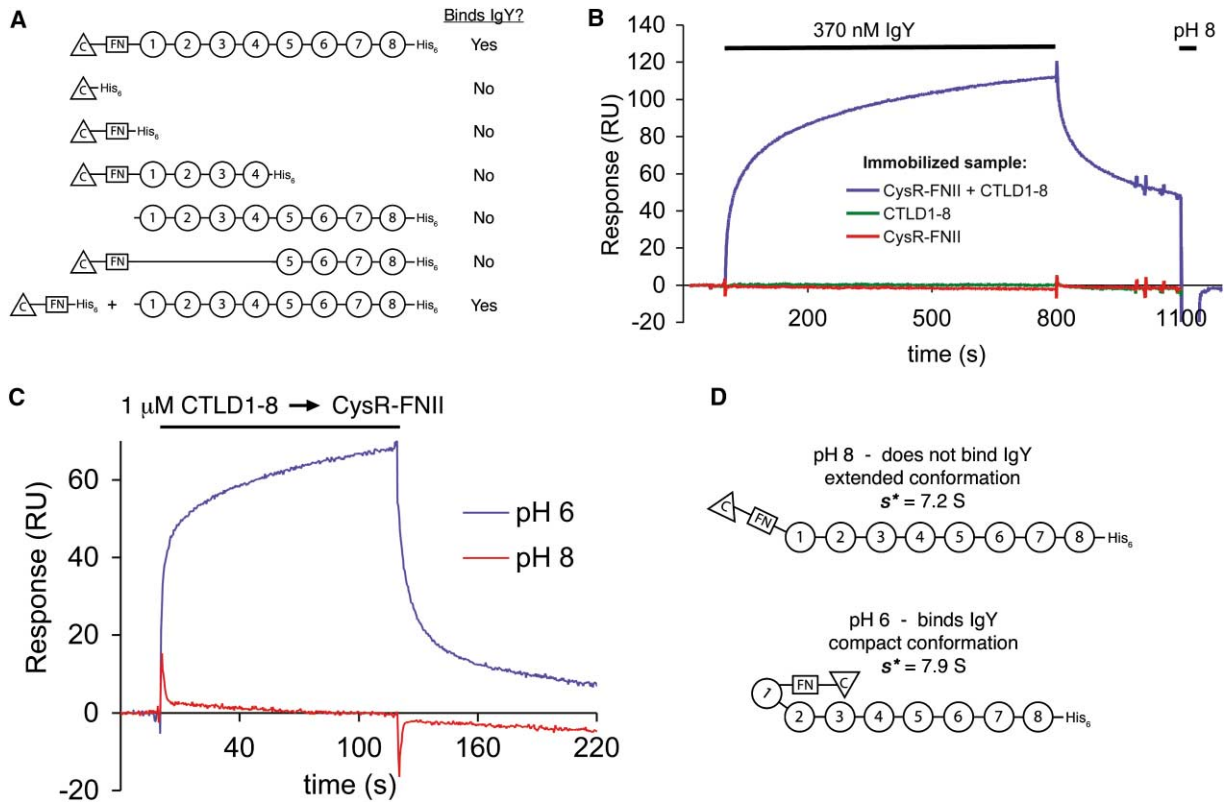 A
Binds IgY?
C FN 1 2 3 4 5 6 7 8 His6 Yes
C His6 No
C FN His6 No
C FN 1 2 3 4 His6 No
1 2 3 4 5 6 7 8 His6 No
C FN 5 6 7 8 His6 No
C FN His6 + 1 2 3 4 5 6 7 8 His6 Yes
B
140
120
100
80
60
40
20
0
-20
Response (RU)
370 nM IgY
pH 8
Immobilized sample:
CysR-FNII + CTLD1-8
CTLD1-8
CysR-FNII
200 500 800 1100
time (s)
C
1 μM CTLD1-8 → CysR-FNII
60
40
20
0
-20
Response (RU)
pH 6
pH 8
40 100 160 220
time (s)
D
pH 8 - does not bind IgY
extended conformation
s* = 7.2 S
C FN 1 2 3 4 5 6 7 8 His6
pH 6 - binds IgY
compact conformation
s* = 7.9 S
FN C
1
2 3 4 5 6 7 8 His6